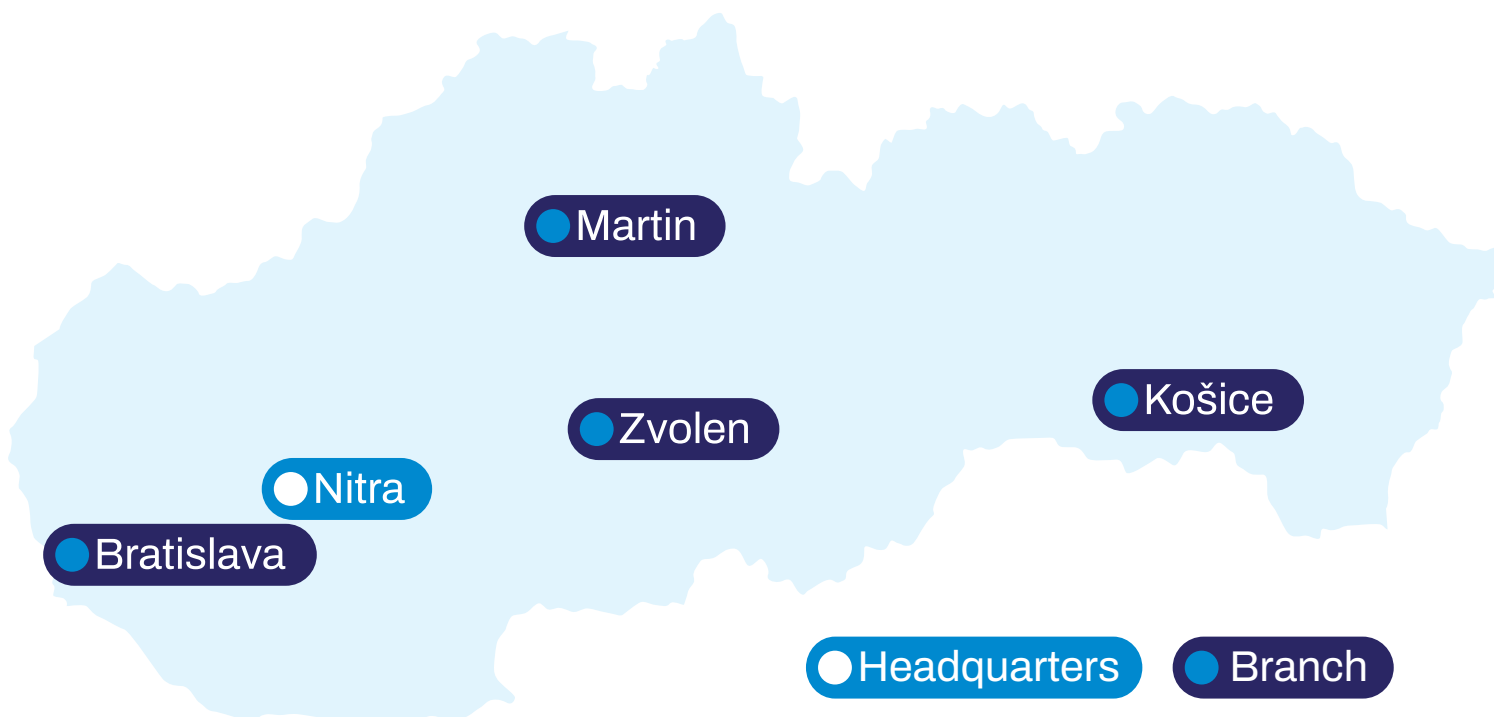 Martin
Košice
Zvolen
Nitra
Bratislava
Headquarters
Branch